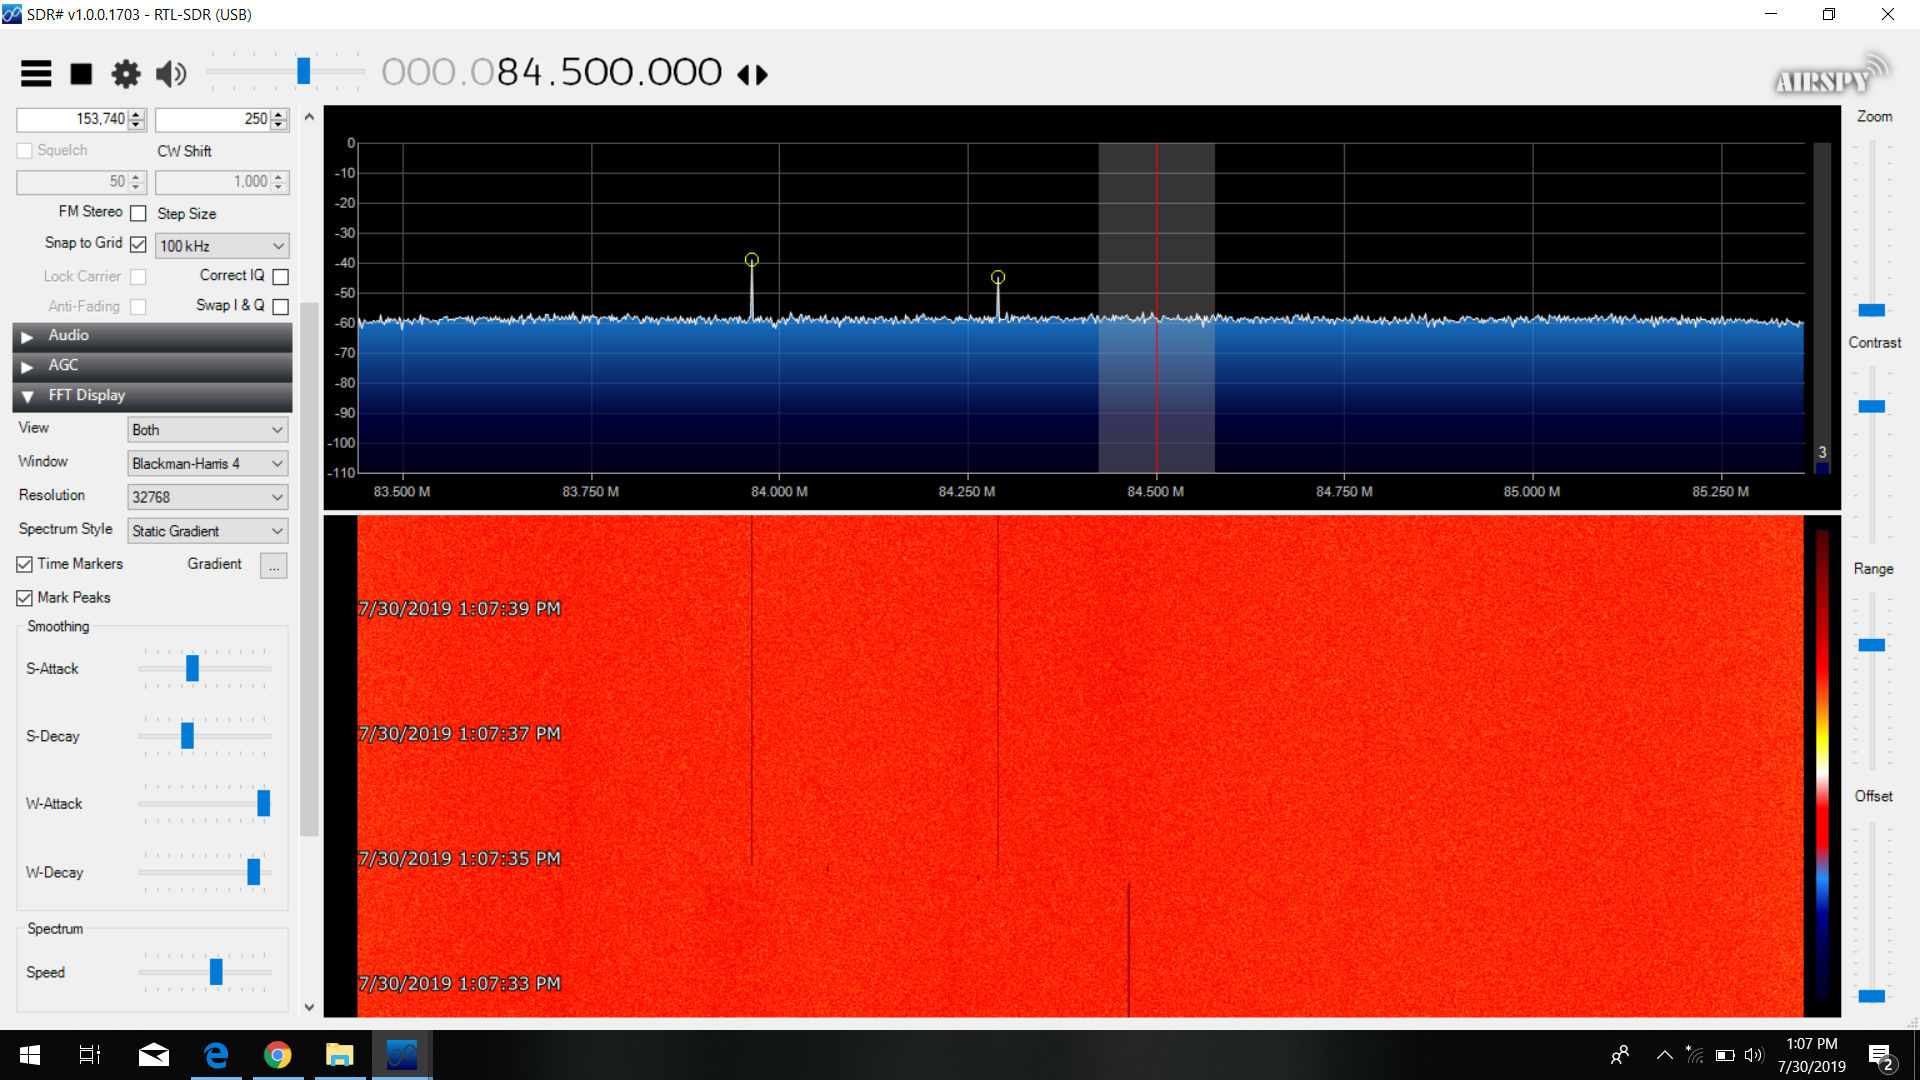 SDR# v1.0.0.1703 - RTL-SDR (USB)
000.084.500.000
AIRSPY
153,740 250
Squelch CW Shift
50 1,000
FM Stereo Step Size
Snap to Grid 100 kHz
Lock Carrier Correct IQ
Anti-Fading Swap I & Q
Audio
AGC
FFT Display
View Both
Window Blackman-Harris 4
Resolution 32768
Spectrum Style Static Gradient
Time Markers Gradient ...
Mark Peaks
Smoothing
S-Attack
S-Decay
W-Attack
W-Decay
Spectrum
Speed
0
-10
-20
-30
-40
-50
-60
-70
-80
-90
-100
-110
3
83.500 M 83.750 M 84.000 M 84.250 M 84.500 M 84.750 M 85.000 M 85.250 M
7/30/2019 1:07:39 PM
7/30/2019 1:07:37 PM
7/30/2019 1:07:35 PM
7/30/2019 1:07:33 PM
Zoom
Contrast
Range
Offset
1:07 PM
7/30/2019
2